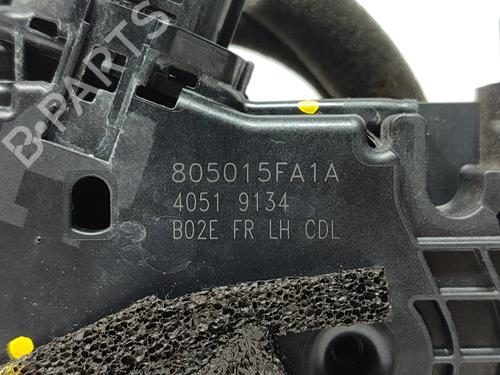 B-PARTS
805015FA1A
4051 9134
B02E FR LH CDL